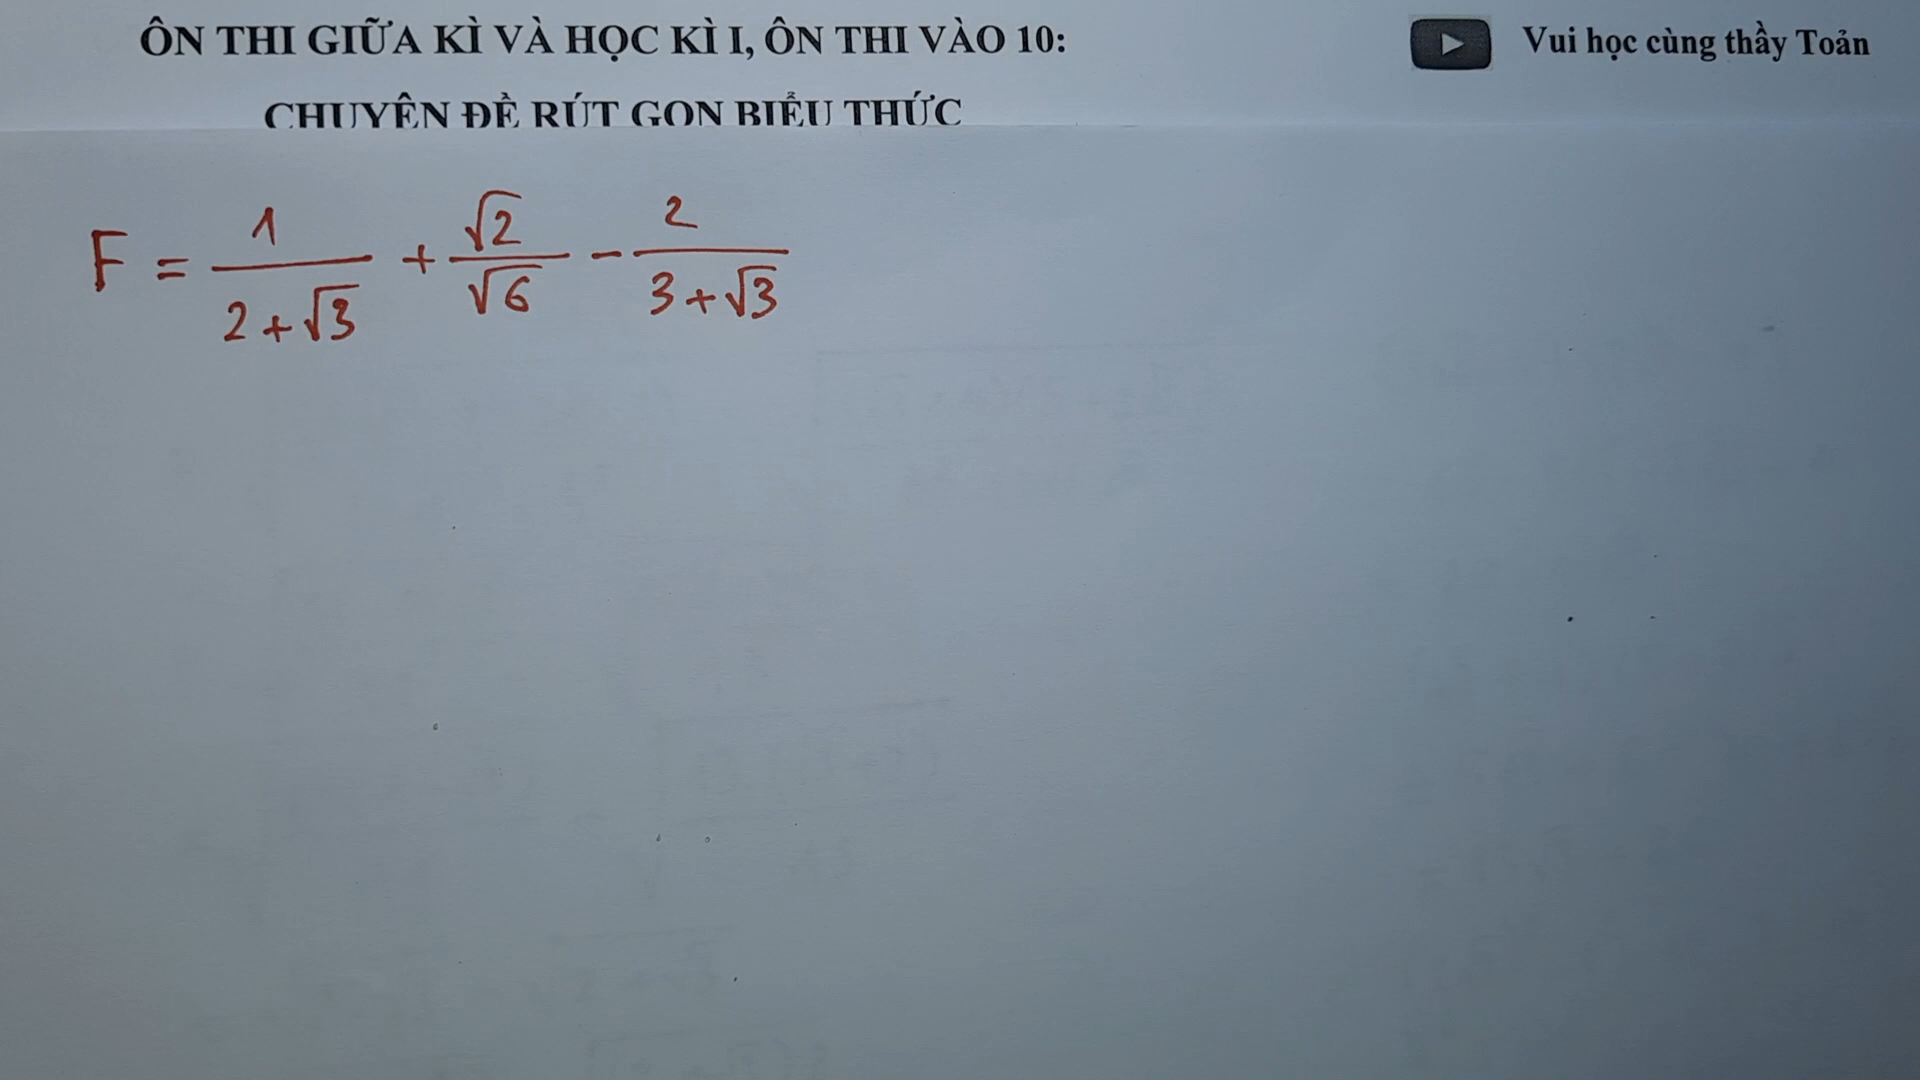 ÔN THI GIỮA KÌ VÀ HỌC KÌ I, ÔN THI VÀO 10:
Vui học cùng thầy Toản
CHUYÊN ĐỀ RÚT GỌN BIỂU THỨC
F = 1/(2+√3) + √2/√6 - 2/(3+√3)